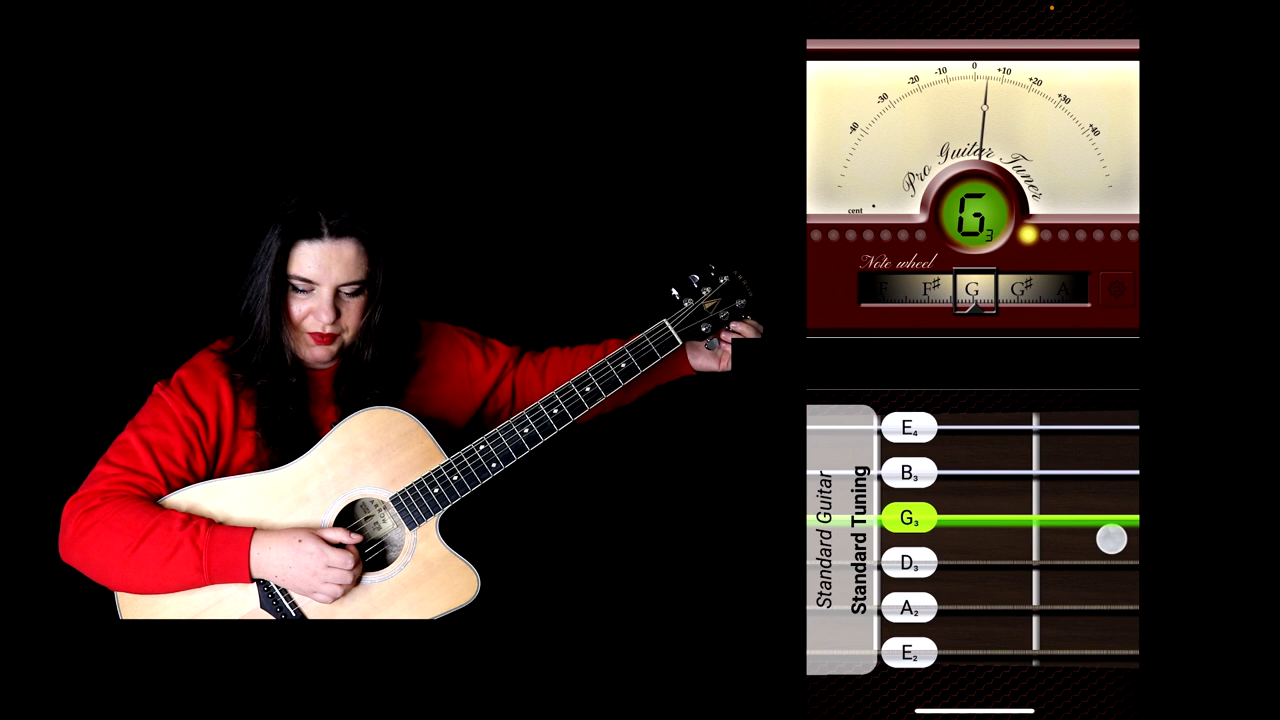 -40
-30
-20
-10
0
+10
+20
+30
+40
Pro Guitar Tuner
cent
G3
Note wheel
F F# G G# A
Standard Guitar
Standard Tuning
E4
B3
G3
D3
A2
E2